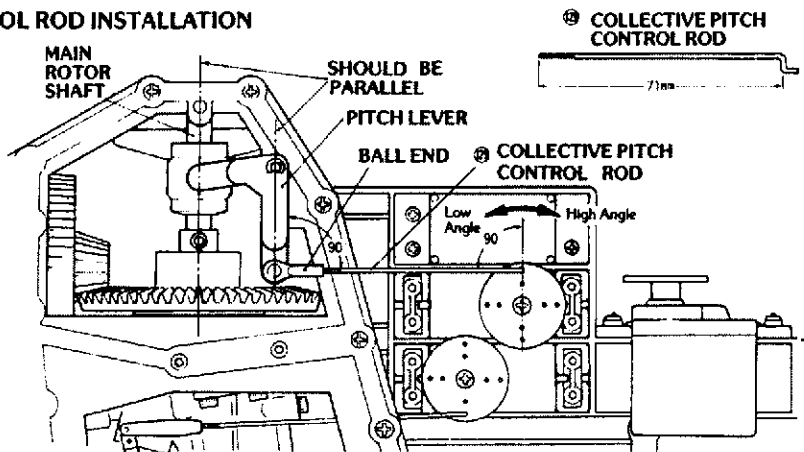 OL ROD INSTALLATION
COLLECTIVE PITCH
CONTROL ROD
71mm
MAIN
ROTOR
SHAFT
SHOULD BE
PARALLEL
PITCH LEVER
BALL END
COLLECTIVE PITCH
CONTROL ROD
Low
Angle
High Angle
90
90